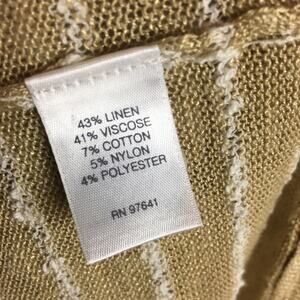 43% LINEN
41% VISCOSE
7% COTTON
5% NYLON
4% POLYESTER
RN 97641